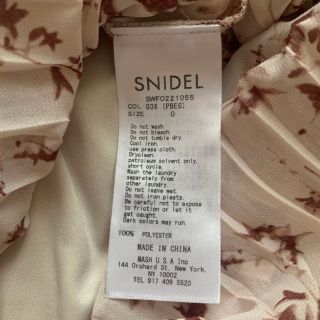 SNIDEL
SWFO221055
COL 036 (PBEG)
SIZE 0
Do not wash.
Do not bleach.
Do not tumble dry.
Cool iron.
use press cloth.
Dryclean.
petroleum solvent only.
short cycle.
Wash the laundry
separately from
other laundry.
Do not leave wet.
Do not iron pleats.
Be careful not to expose
to friction or let it
get caught.
Dark colors may run.
100% POLYESTER
MADE IN CHINA
MASH U.S.A Inc
144 Orchard St. New York.
NY 10002
TEL 917 409 5520